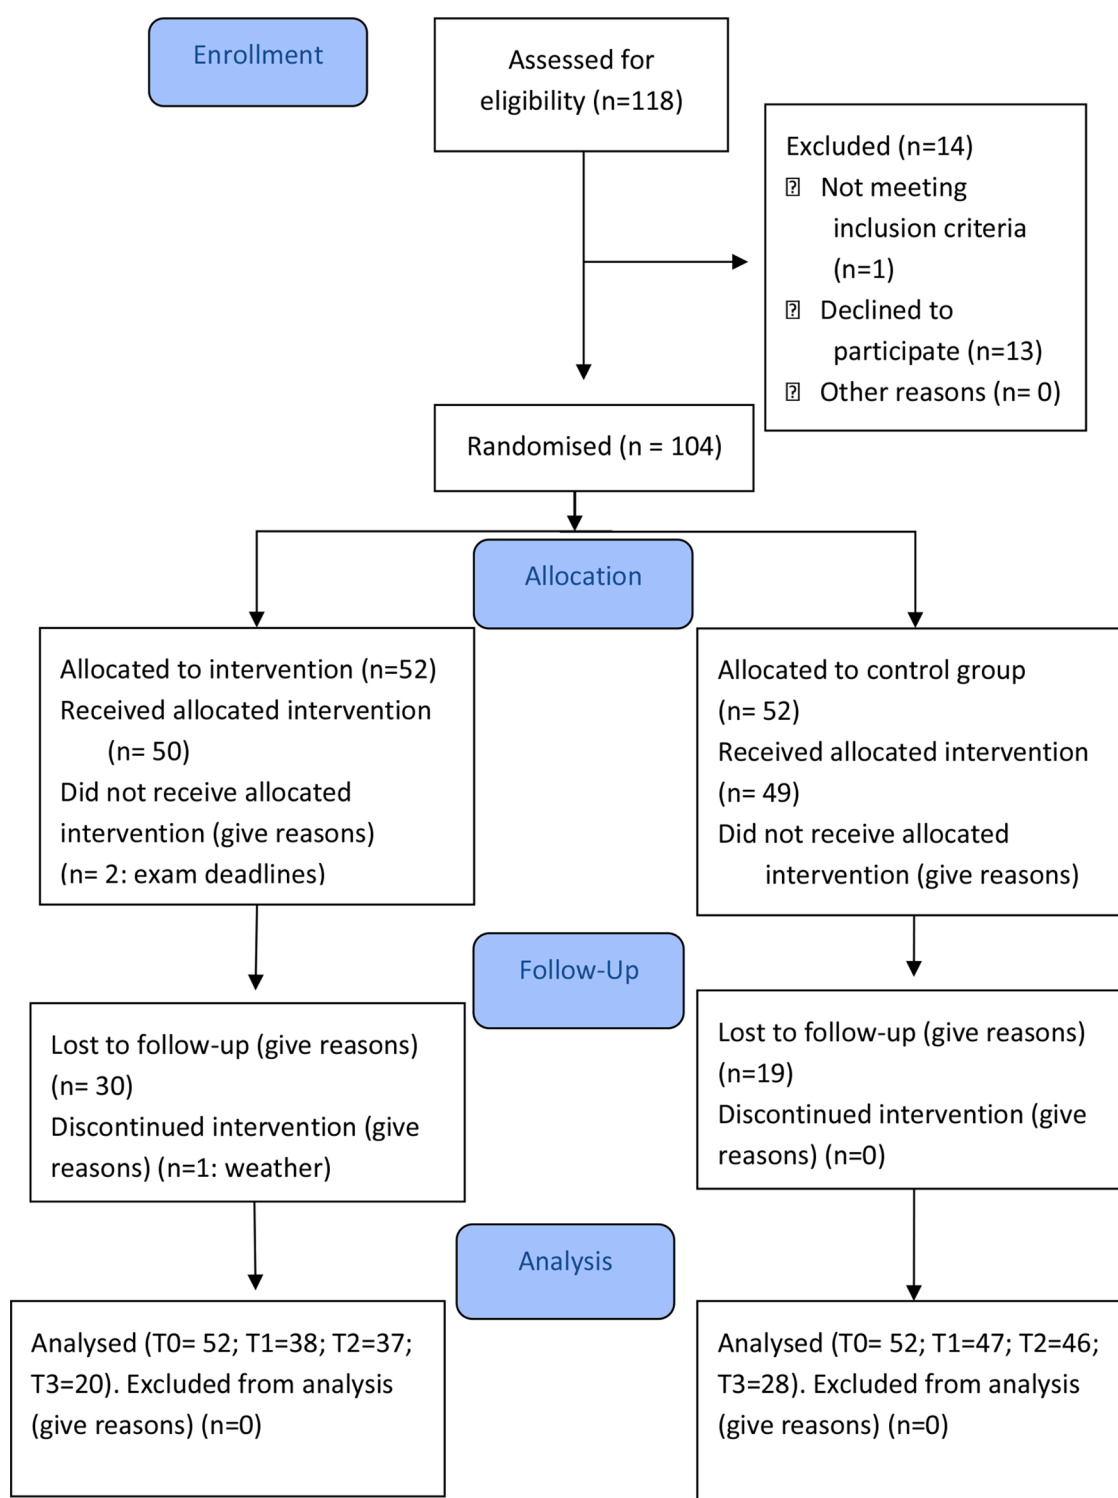 Enrollment
Assessed for
eligibility (n=118)
Excluded (n=14)
Not meeting
inclusion criteria
(n=1)
Declined to
participate (n=13)
Other reasons (n= 0)
Randomised (n = 104)
Allocation
Allocated to intervention (n=52)
Received allocated intervention
(n= 50)
Did not receive allocated
intervention (give reasons)
(n= 2: exam deadlines)
Allocated to control group
(n= 52)
Received allocated intervention
(n= 49)
Did not receive allocated
intervention (give reasons)
Follow-Up
Lost to follow-up (give reasons)
(n= 30)
Discontinued intervention (give
reasons) (n=1: weather)
Lost to follow-up (give reasons)
(n=19)
Discontinued intervention (give
reasons) (n=0)
Analysis
Analysed (T0= 52; T1=38; T2=37;
T3=20). Excluded from analysis
(give reasons) (n=0)
Analysed (T0= 52; T1=47; T2=46;
T3=28). Excluded from analysis
(give reasons) (n=0)